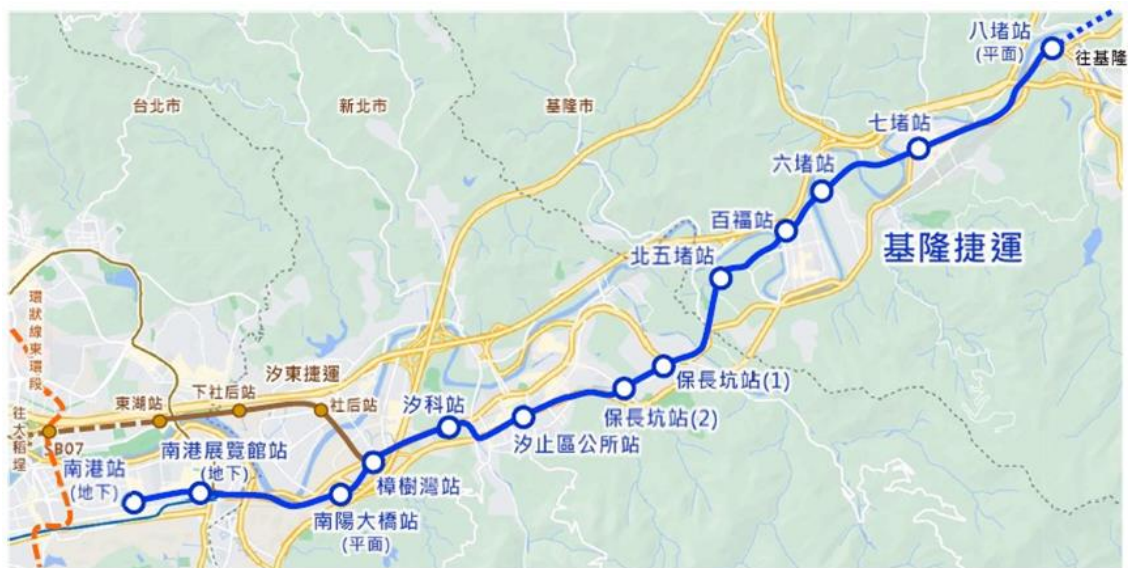 八堵站
(平面)
往基隆
台北市
新北市
基隆市
七堵站
六堵站
百福站
北五堵站
基隆捷運
環狀線東環段
汐東捷運
下社后站
東湖站
社后站
汐科站
保長坑站(1)
保長坑站(2)
汐止區公所站
往大稻埕
B07
南港展覽館站
(地下)
南港站
(地下)
樟樹灣站
南陽大橋站
(平面)